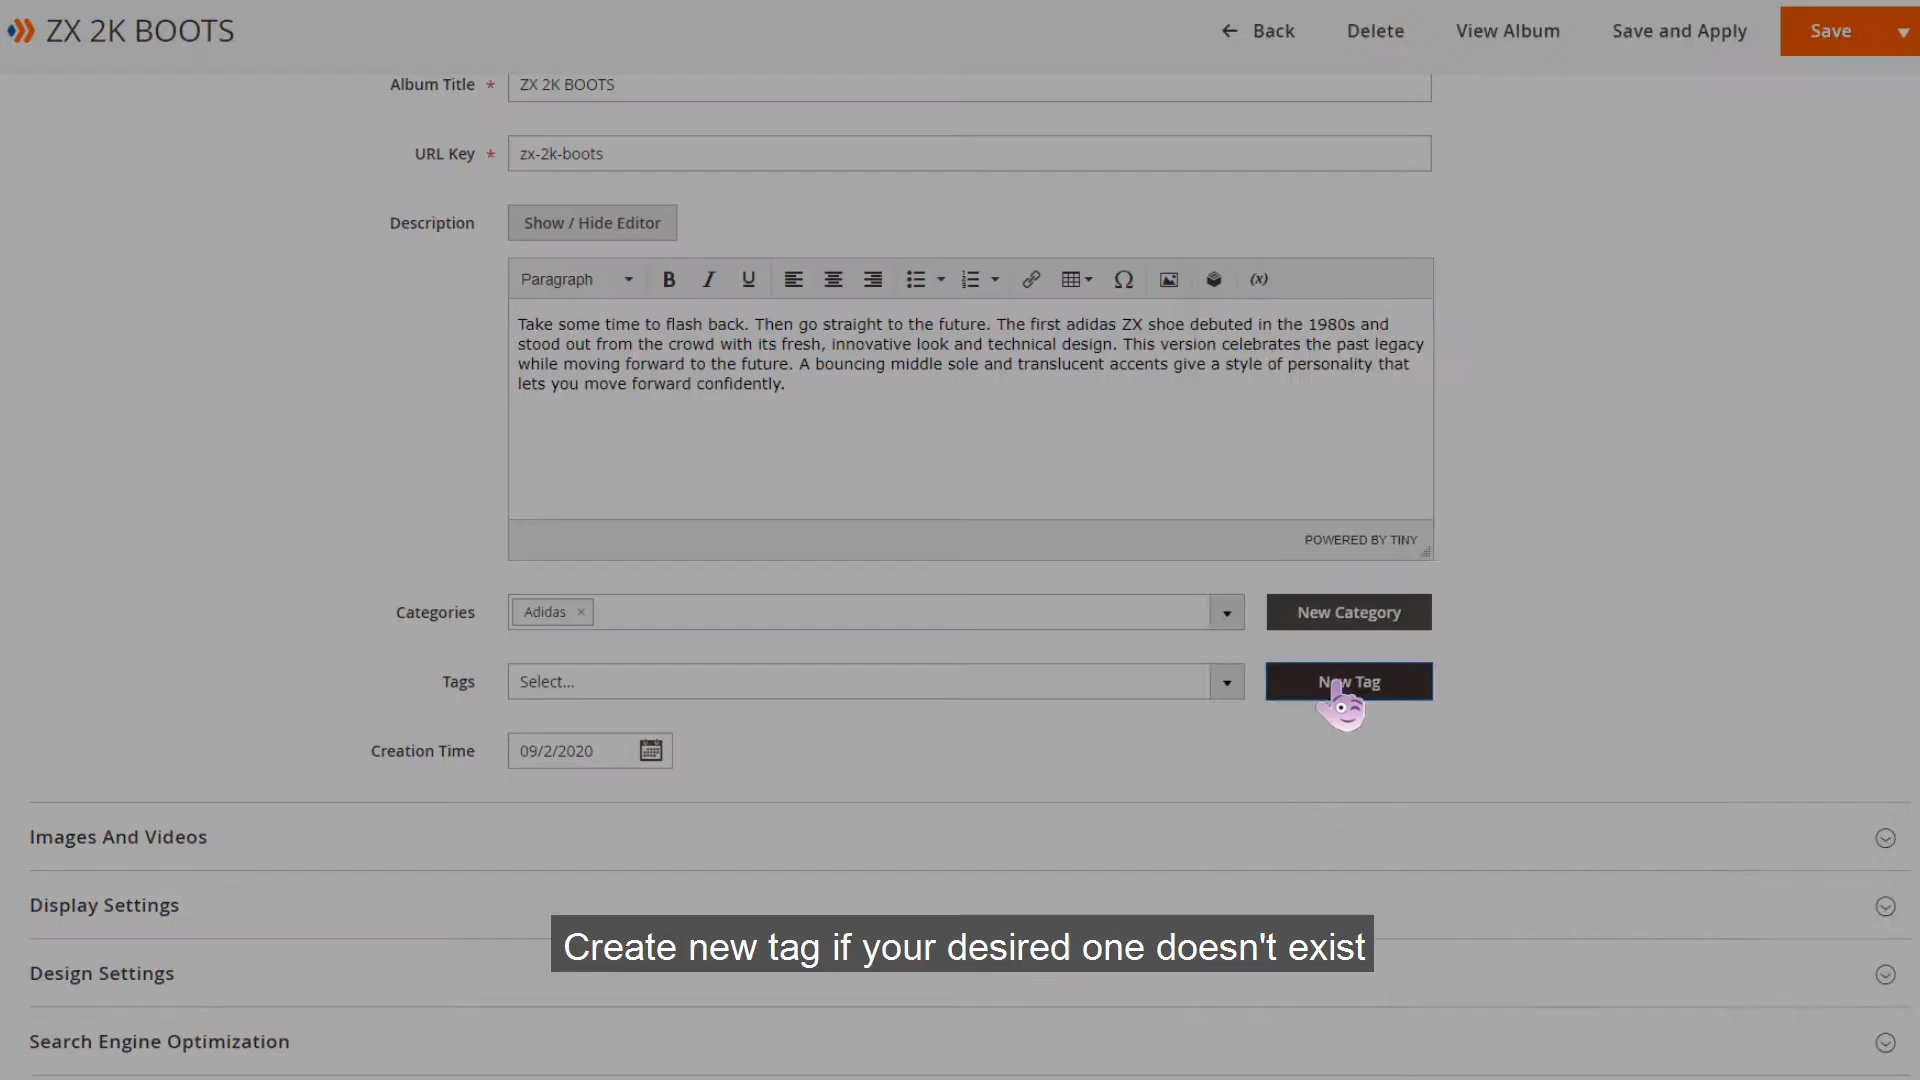 ZX 2K BOOTS
Back
Delete
View Album
Save and Apply
Save
Album Title *
ZX 2K BOOTS
URL Key *
zx-2k-boots
Description
Show / Hide Editor
Paragraph
B I U Ω (x)
Take some time to flash back. Then go straight to the future. The first adidas ZX shoe debuted in the 1980s and
stood out from the crowd with its fresh, innovative look and technical design. This version celebrates the past legacy
while moving forward to the future. A bouncing middle sole and translucent accents give a style of personality that
lets you move forward confidently.
POWERED BY TINY
Categories
Adidas ×
New Category
Tags
Select...
New Tag
Creation Time
09/2/2020
Images And Videos
Display Settings
Create new tag if your desired one doesn't exist
Design Settings
Search Engine Optimization